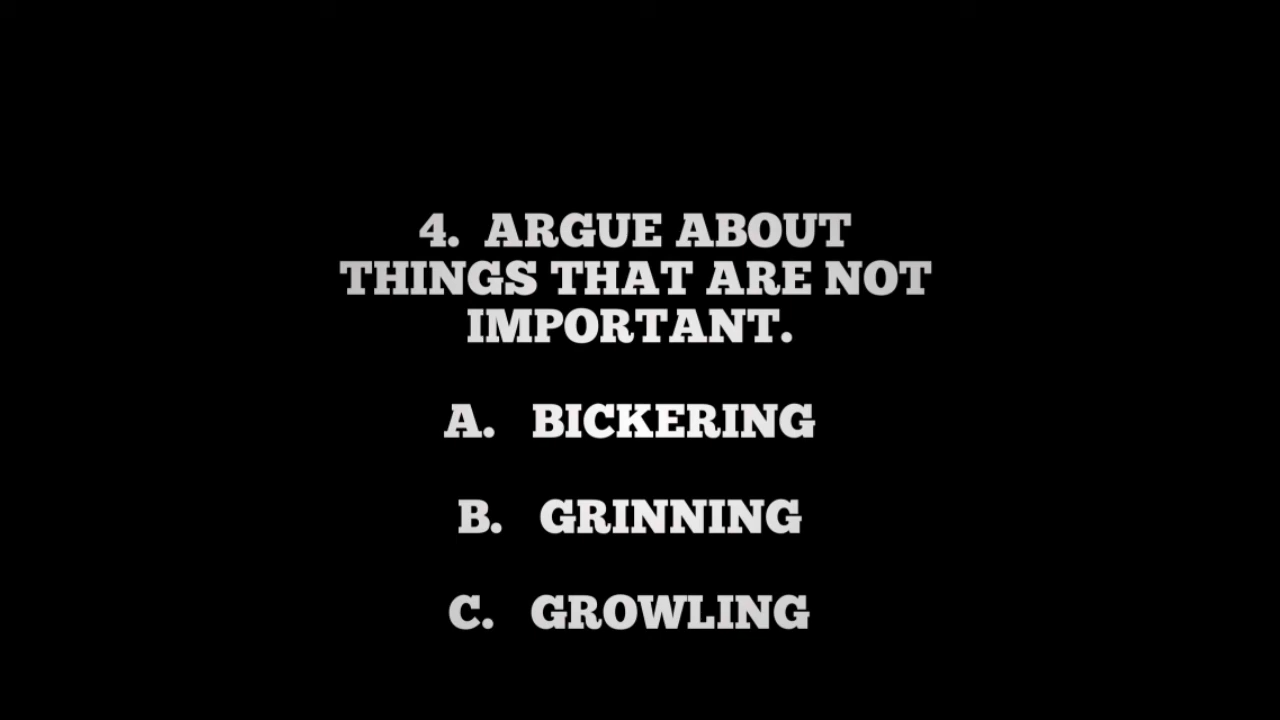 4. ARGUE ABOUT
THINGS THAT ARE NOT
IMPORTANT.
A. BICKERING
B. GRINNING
C. GROWLING